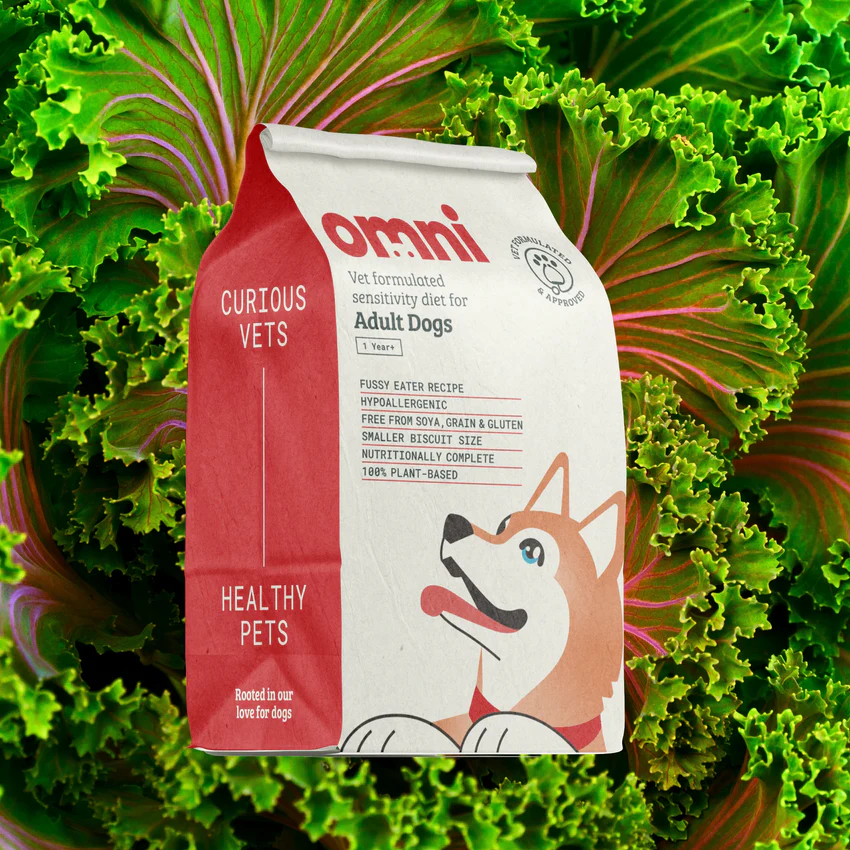 omni
VET FORMULATED
& APPROVED
Vet formulated
sensitivity diet for
Adult Dogs
1 Year+
FUSSY EATER RECIPE
HYPOALLERGENIC
FREE FROM SOYA, GRAIN & GLUTEN
SMALLER BISCUIT SIZE
NUTRITIONALLY COMPLETE
100% PLANT-BASED
CURIOUS
VETS
HEALTHY
PETS
Rooted in our
love for dogs